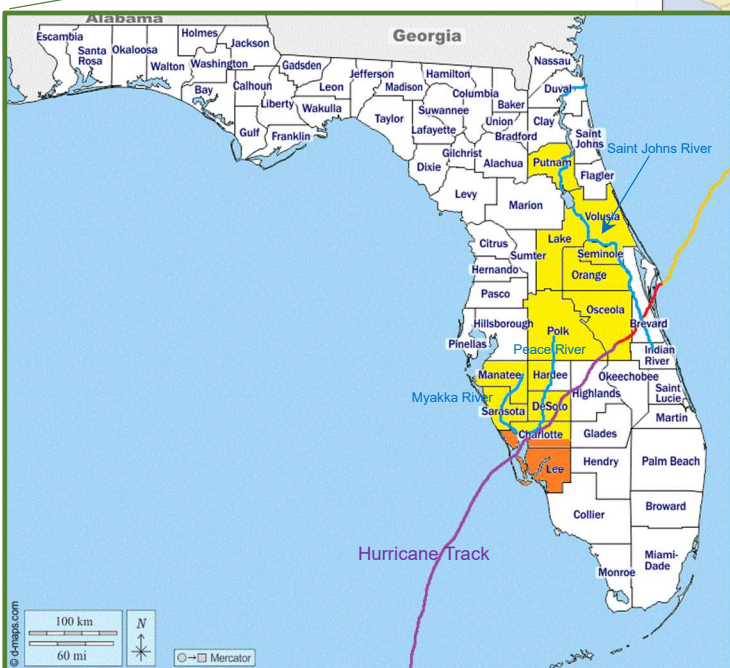 Alabama
Georgia
Escambia
Santa
Rosa
Okaloosa
Walton
Holmes
Washington
Jackson
Bay
Calhoun
Gulf
Liberty
Franklin
Gadsden
Leon
Wakulla
Jefferson
Madison
Taylor
Hamilton
Suwannee
Lafayette
Columbia
Dixie
Gilchrist
Baker
Union
Bradford
Alachua
Levy
Nassau
Duval
Clay
Saint
Johns
Putnam
Flagler
Saint Johns River
Marion
Volusia
Citrus
Sumter
Lake
Seminole
Hernando
Orange
Pasco
Osceola
Hillsborough
Pinellas
Polk
Brevard
Peace River
Indian
River
Manatee
Hardee
Okeechobee
Highlands
Saint
Lucie
Myakka River
Sarasota
DeSoto
Martin
Charlotte
Glades
Lee
Hendry
Palm Beach
Collier
Broward
Hurricane Track
Monroe
Miami-
Dade
100 km
60 mi
N
Mercator
© d-maps.com